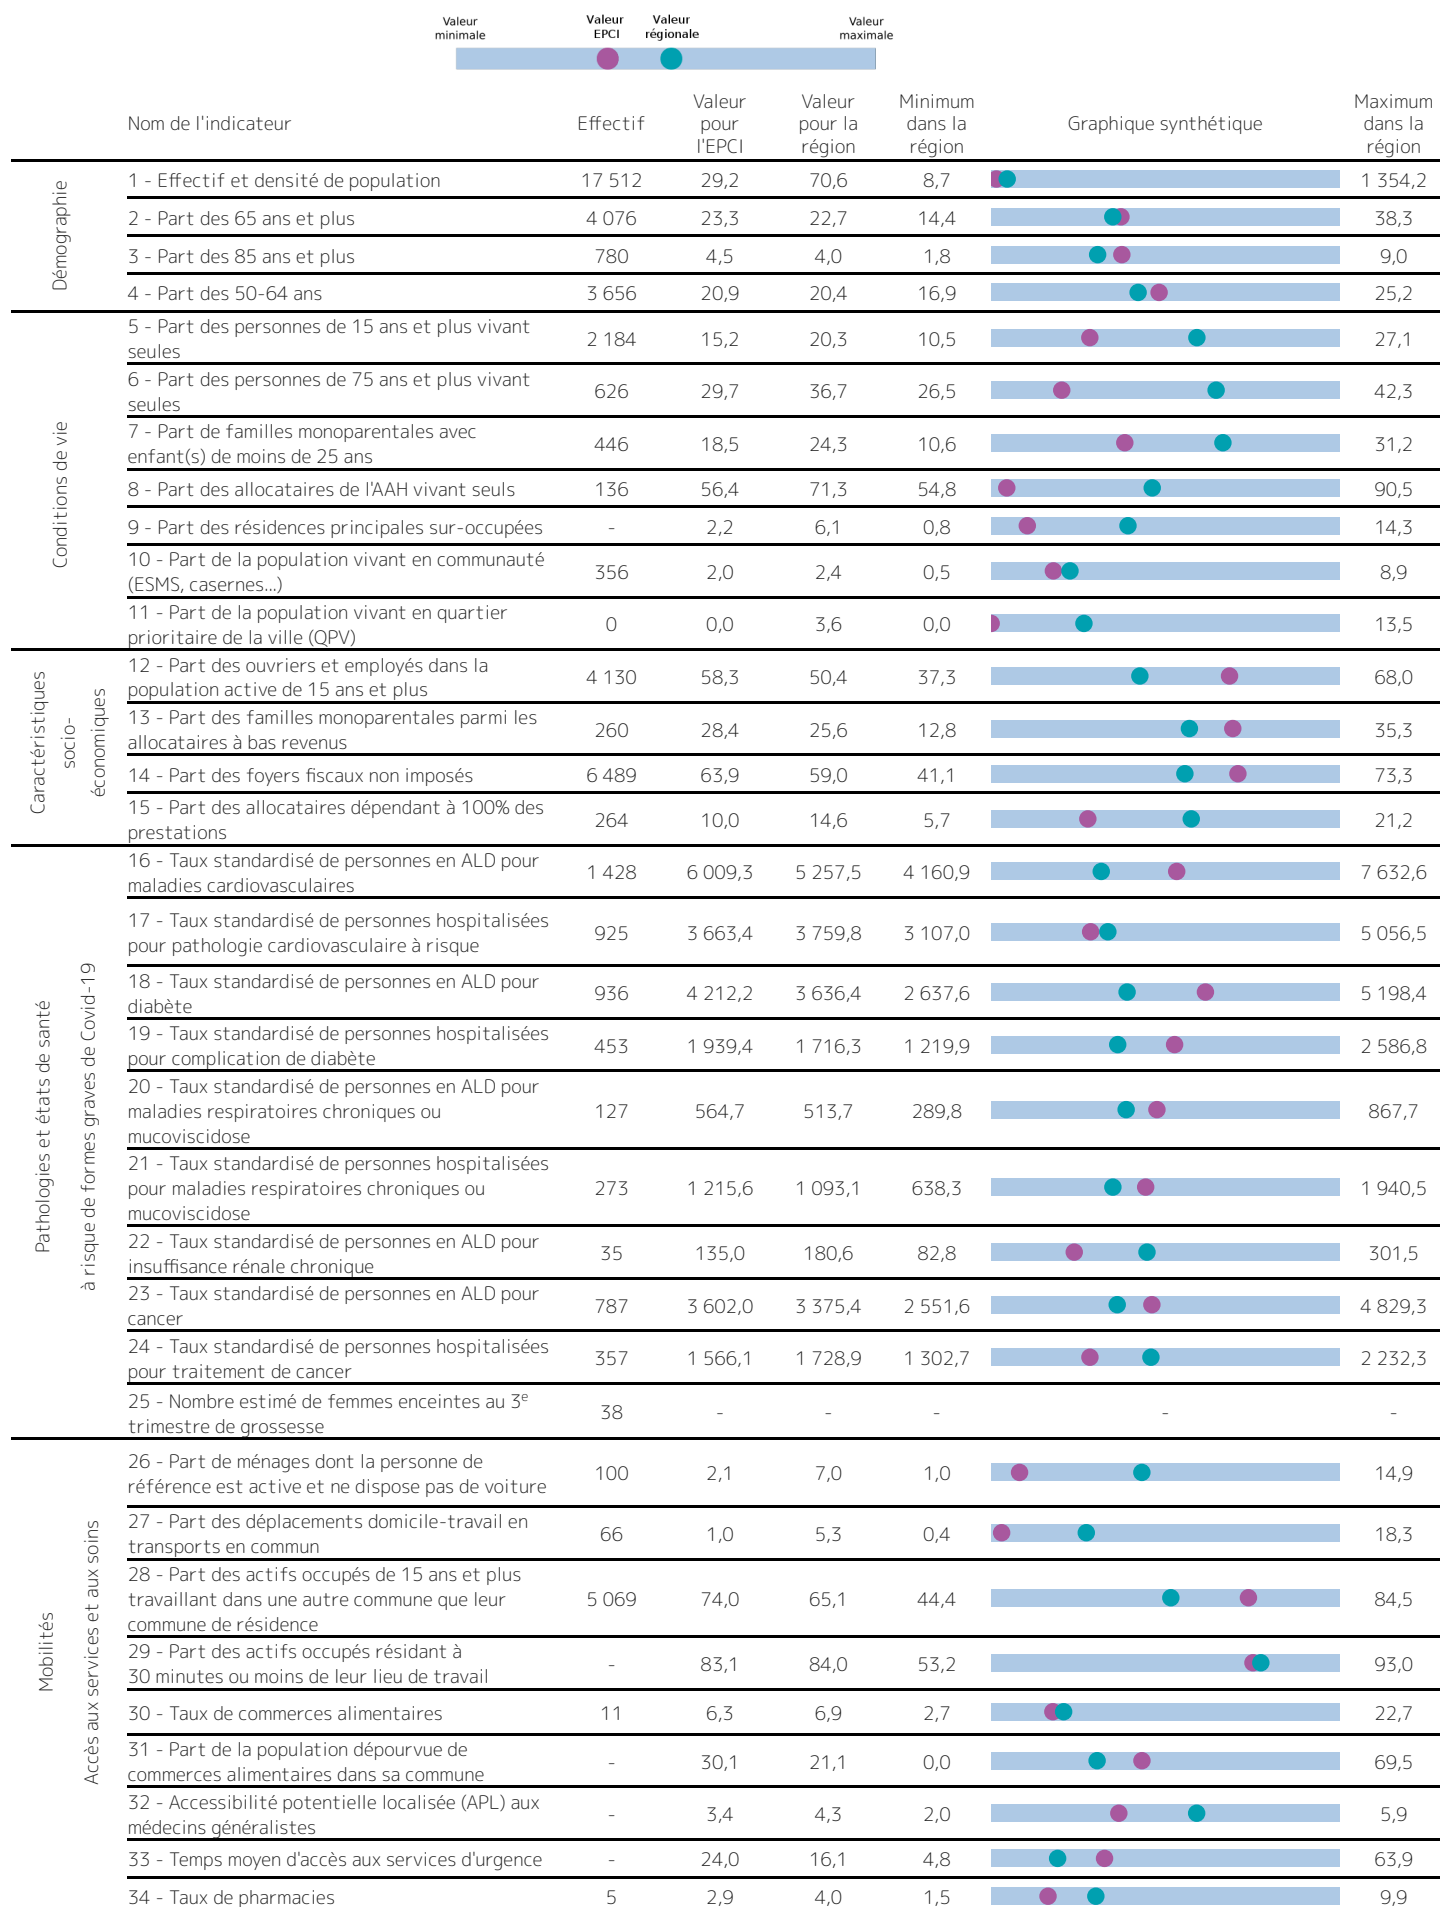 Valeur minimale
Valeur EPCI
Valeur régionale
Valeur maximale
Nom de l'indicateur
Effectif
Valeur pour l'EPCI
Valeur pour la région
Minimum dans la région
Graphique synthétique
Maximum dans la région
Démographie
1 - Effectif et densité de population 17 512 29,2 70,6 8,7 1 354,2
2 - Part des 65 ans et plus 4 076 23,3 22,7 14,4 38,3
3 - Part des 85 ans et plus 780 4,5 4,0 1,8 9,0
4 - Part des 50-64 ans 3 656 20,9 20,4 16,9 25,2
Conditions de vie
5 - Part des personnes de 15 ans et plus vivant
seules 2 184 15,2 20,3 10,5 27,1
6 - Part des personnes de 75 ans et plus vivant
seules 626 29,7 36,7 26,5 42,3
7 - Part de familles monoparentales avec
enfant(s) de moins de 25 ans 446 18,5 24,3 10,6 31,2
8 - Part des allocataires de l'AAH vivant seuls 136 56,4 71,3 54,8 90,5
9 - Part des résidences principales sur-occupées - 2,2 6,1 0,8 14,3
10 - Part de la population vivant en communauté
(ESMS, casernes...) 356 2,0 2,4 0,5 8,9
11 - Part de la population vivant en quartier
prioritaire de la ville (QPV) 0 0,0 3,6 0,0 13,5
Caractéristiques
socio-
économiques
12 - Part des ouvriers et employés dans la
population active de 15 ans et plus 4 130 58,3 50,4 37,3 68,0
13 - Part des familles monoparentales parmi les
allocataires à bas revenus 260 28,4 25,6 12,8 35,3
14 - Part des foyers fiscaux non imposés 6 489 63,9 59,0 41,1 73,3
15 - Part des allocataires dépendant à 100% des
prestations 264 10,0 14,6 5,7 21,2
Pathologies et états de santé
à risque de formes graves de Covid-19
16 - Taux standardisé de personnes en ALD pour
maladies cardiovasculaires 1 428 6 009,3 5 257,5 4 160,9 7 632,6
17 - Taux standardisé de personnes hospitalisées
pour pathologie cardiovasculaire à risque 925 3 663,4 3 759,8 3 107,0 5 056,5
18 - Taux standardisé de personnes en ALD pour
diabète 936 4 212,2 3 636,4 2 637,6 5 198,4
19 - Taux standardisé de personnes hospitalisées
pour complication de diabète 453 1 939,4 1 716,3 1 219,9 2 586,8
20 - Taux standardisé de personnes en ALD pour
maladies respiratoires chroniques ou 127 564,7 513,7 289,8 867,7
mucoviscidose
21 - Taux standardisé de personnes hospitalisées
pour maladies respiratoires chroniques ou 273 1 215,6 1 093,1 638,3 1 940,5
mucoviscidose
22 - Taux standardisé de personnes en ALD pour
insuffisance rénale chronique 35 135,0 180,6 82,8 301,5
23 - Taux standardisé de personnes en ALD pour
cancer 787 3 602,0 3 375,4 2 551,6 4 829,3
24 - Taux standardisé de personnes hospitalisées
pour traitement de cancer 357 1 566,1 1 728,9 1 302,7 2 232,3
25 - Nombre estimé de femmes enceintes au 3e
trimestre de grossesse 38 - - - - -
Mobilités
Accès aux services et aux soins
26 - Part de ménages dont la personne de
référence est active et ne dispose pas de voiture 100 2,1 7,0 1,0 14,9
27 - Part des déplacements domicile-travail en
transports en commun 66 1,0 5,3 0,4 18,3
28 - Part des actifs occupés de 15 ans et plus
travaillant dans une autre commune que leur 5 069 74,0 65,1 44,4 84,5
commune de résidence
29 - Part des actifs occupés résidant à
30 minutes ou moins de leur lieu de travail - 83,1 84,0 53,2 93,0
30 - Taux de commerces alimentaires 11 6,3 6,9 2,7 22,7
31 - Part de la population dépourvue de
commerces alimentaires dans sa commune - 30,1 21,1 0,0 69,5
32 - Accessibilité potentielle localisée (APL) aux
médecins généralistes - 3,4 4,3 2,0 5,9
33 - Temps moyen d'accès aux services d'urgence - 24,0 16,1 4,8 63,9
34 - Taux de pharmacies 5 2,9 4,0 1,5 9,9